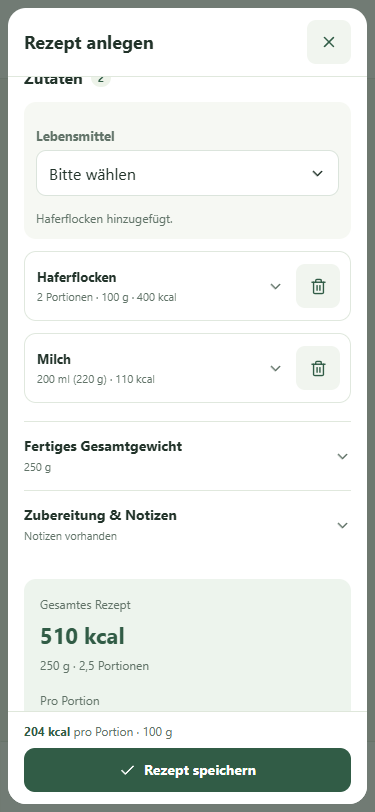 Rezept anlegen
Zutaten 2
Lebensmittel
Bitte wählen
Haferflocken hinzugefügt.
Haferflocken
2 Portionen · 100 g · 400 kcal
Milch
200 ml (220 g) · 110 kcal
Fertiges Gesamtgewicht
250 g
Zubereitung & Notizen
Notizen vorhanden
Gesamtes Rezept
510 kcal
250 g · 2,5 Portionen
Pro Portion
204 kcal pro Portion · 100 g
Rezept speichern